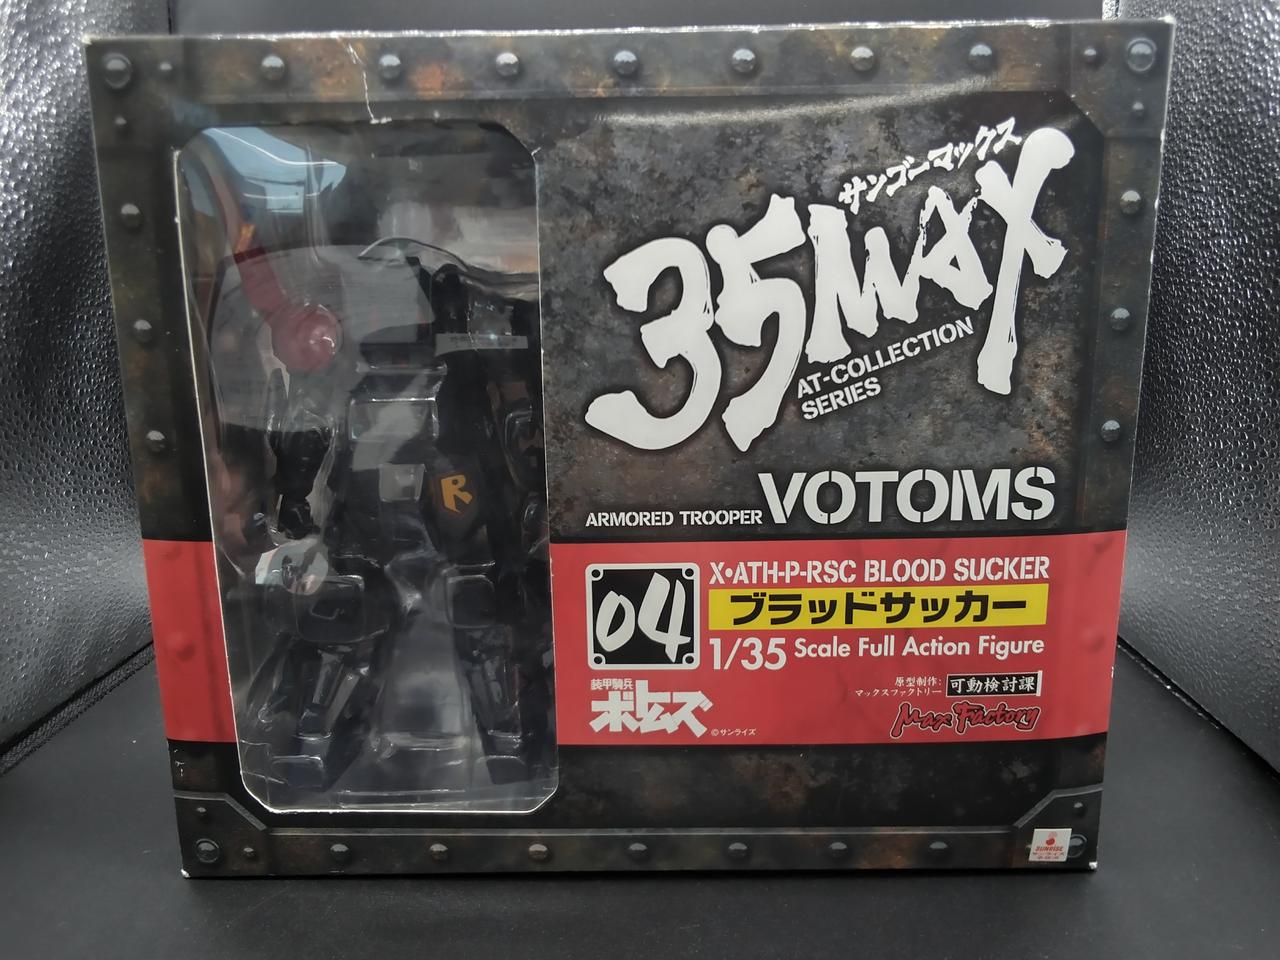 サンゴーマックス
35MAX
AT-COLLECTION
SERIES
ARMORED TROOPER VOTOMS
04
X・ATH-P-RSC BLOOD SUCKER
ブラッドサッカー
1/35 Scale Full Action Figure
装甲騎兵
ボトムズ
©サンライズ
原型制作:
マックスファクトリー
可動検討課
Max Factory
R
SUNRISE